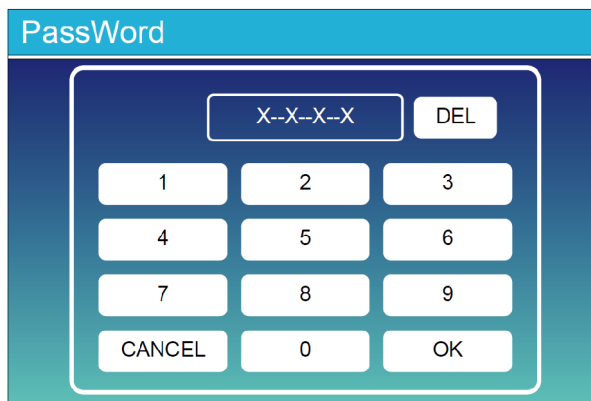 PassWord
X--X--X--X DEL
1 2 3
4 5 6
7 8 9
CANCEL 0 OK